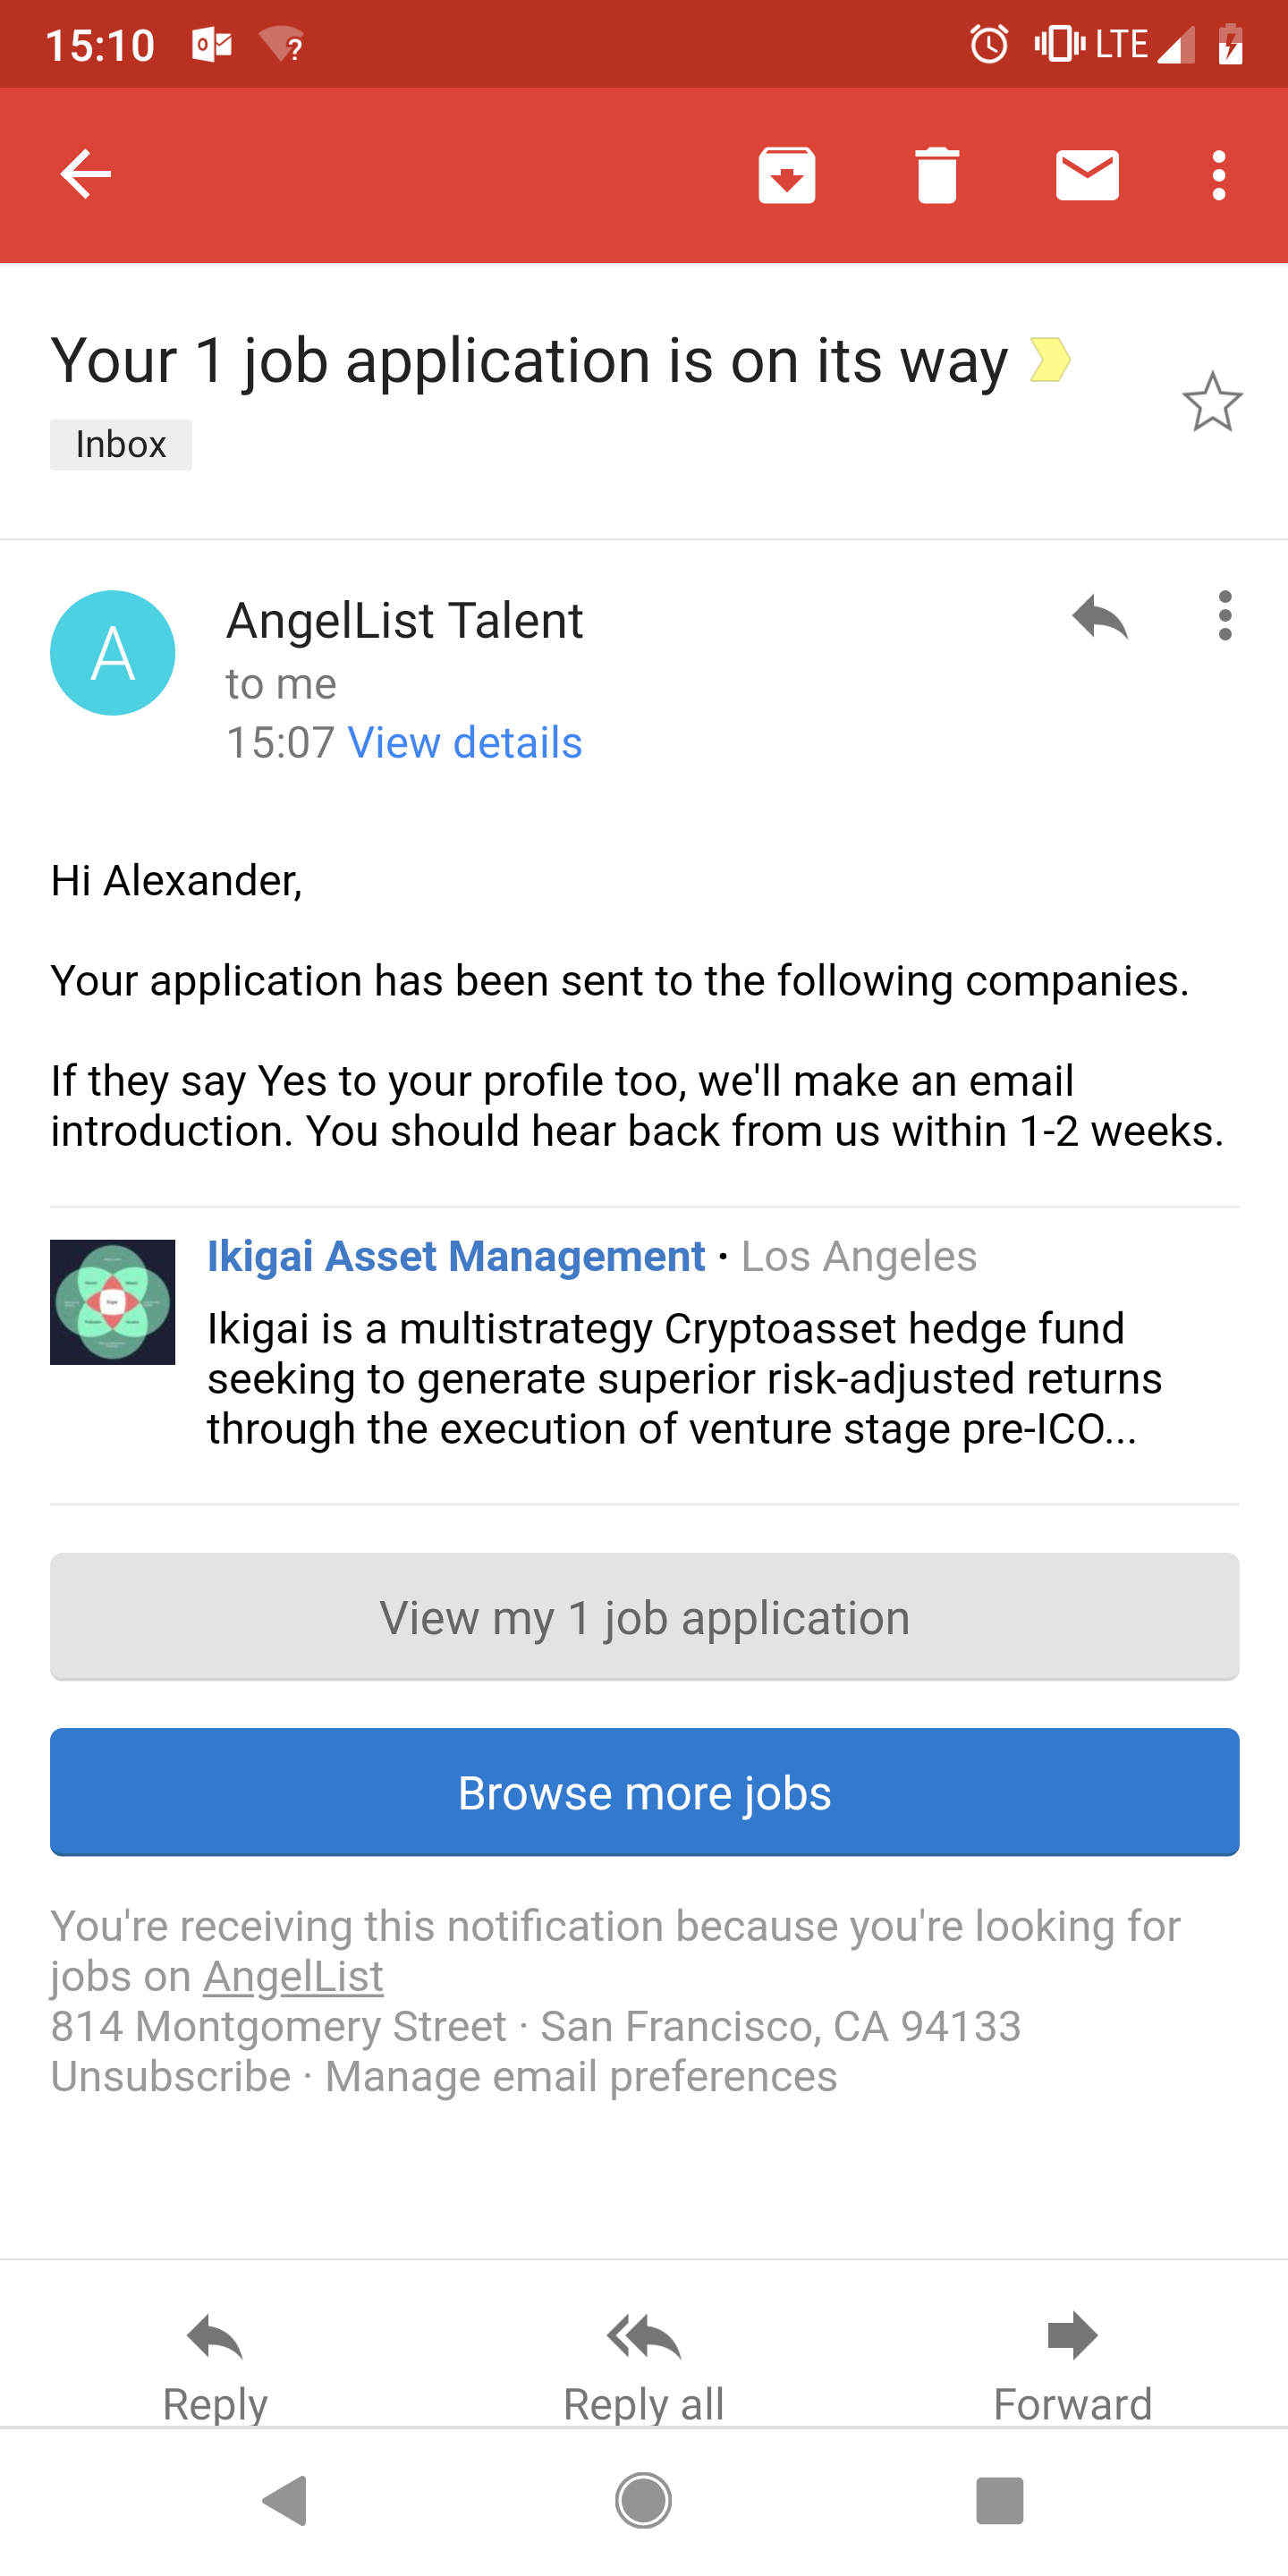 15:10
LTE
Your 1 job application is on its way
Inbox
A
AngelList Talent
to me
15:07 View details
Hi Alexander,
Your application has been sent to the following companies.
If they say Yes to your profile too, we'll make an email
introduction. You should hear back from us within 1-2 weeks.
Ikigai Asset Management · Los Angeles
Ikigai is a multistrategy Cryptoasset hedge fund
seeking to generate superior risk-adjusted returns
through the execution of venture stage pre-ICO...
View my 1 job application
Browse more jobs
You're receiving this notification because you're looking for
jobs on AngelList
814 Montgomery Street · San Francisco, CA 94133
Unsubscribe · Manage email preferences
Reply
Reply all
Forward